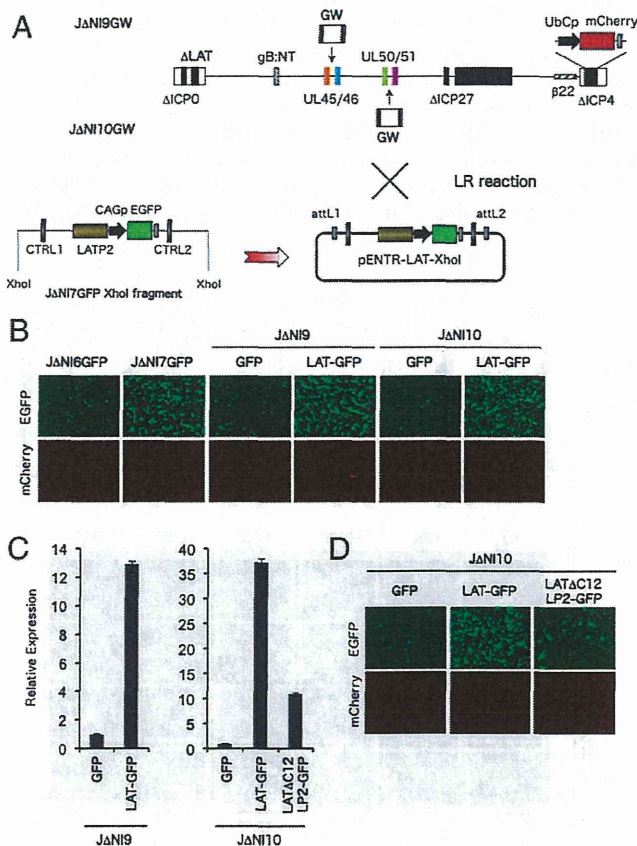 A
JΔNI9GW
GW
UbCp
mCherry
ΔLAT
gB:NT
UL50/51
ΔICP0
UL45/46
ΔICP27
β22
ΔICP4
JΔNI10GW
GW
LR reaction
CAGp EGFP
attL1
attL2
CTRL1
LATP2
CTRL2
pENTR-LAT-XhoI
XhoI
XhoI
JΔNI7GFP XhoI fragment
B
JΔNI9
JΔNI10
JΔNI6GFP
JΔNI7GFP
GFP
LAT-GFP
GFP
LAT-GFP
EGFP
mCherry
C
Relative Expression
14
12
10
8
6
4
2
0
GFP
LAT-GFP
JΔNI9
40
35
30
25
20
15
10
5
0
GFP
LAT-GFP
LATΔC12
LP2-GFP
JΔNI10
D
JΔNI10
GFP
LAT-GFP
LATΔC12
LP2-GFP
EGFP
mCherry